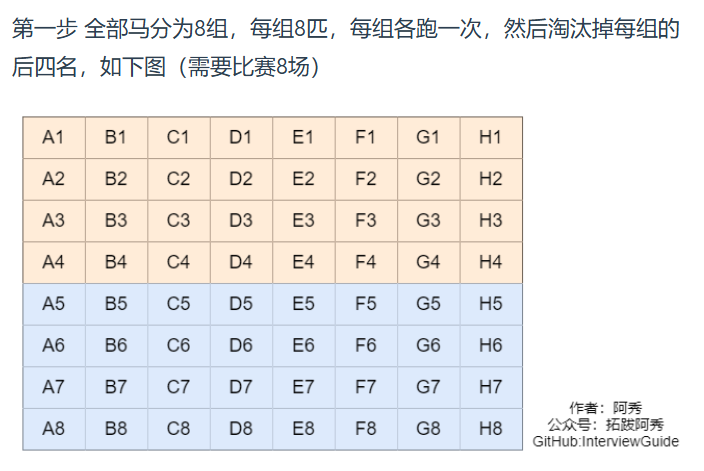 第一步 全部马分为8组，每组8匹，每组各跑一次，然后淘汰掉每组的
后四名，如下图（需要比赛8场）
A1 B1 C1 D1 E1 F1 G1 H1
A2 B2 C2 D2 E2 F2 G2 H2
A3 B3 C3 D3 E3 F3 G3 H3
A4 B4 C4 D4 E4 F4 G4 H4
A5 B5 C5 D5 E5 F5 G5 H5
A6 B6 C6 D6 E6 F6 G6 H6
A7 B7 C7 D7 E7 F7 G7 H7
A8 B8 C8 D8 E8 F8 G8 H8
作者：阿秀
公众号：拓跋阿秀
GitHub:InterviewGuide